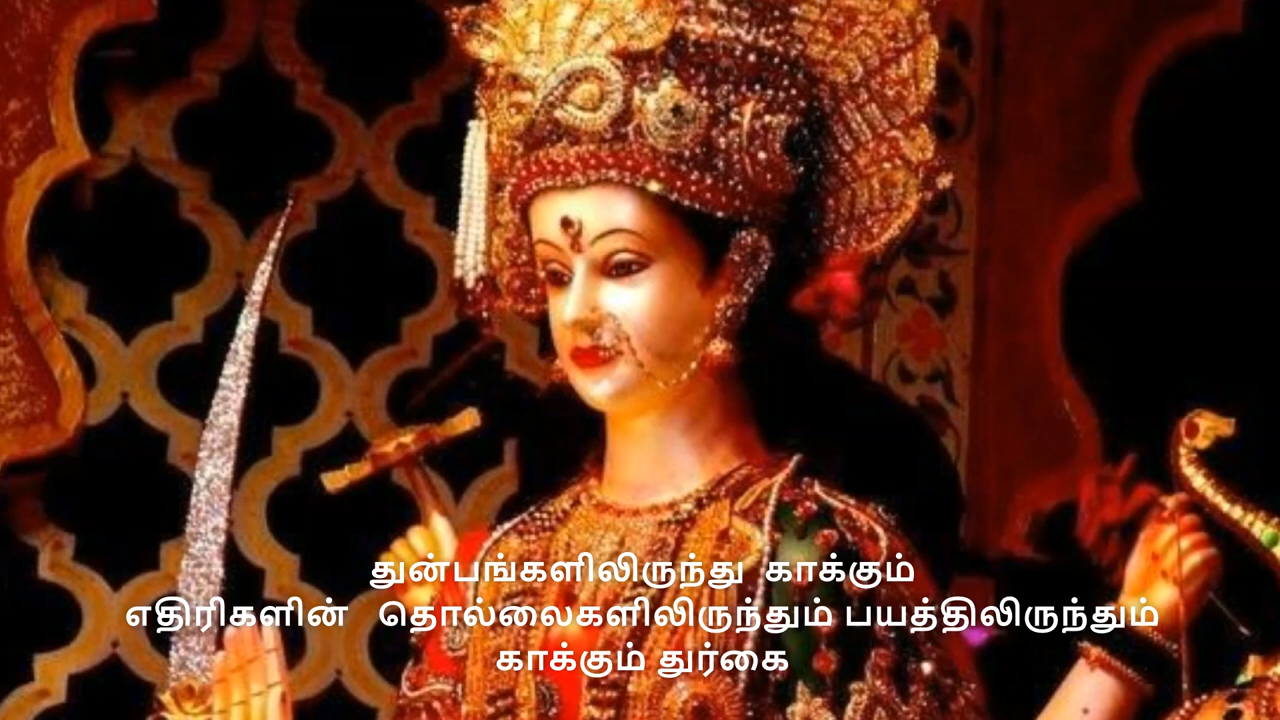 துன்பங்களிலிருந்து காக்கும்
எதிரிகளின் தொல்லைகளிலிருந்தும் பயத்திலிருந்தும்
காக்கும் துர்கை